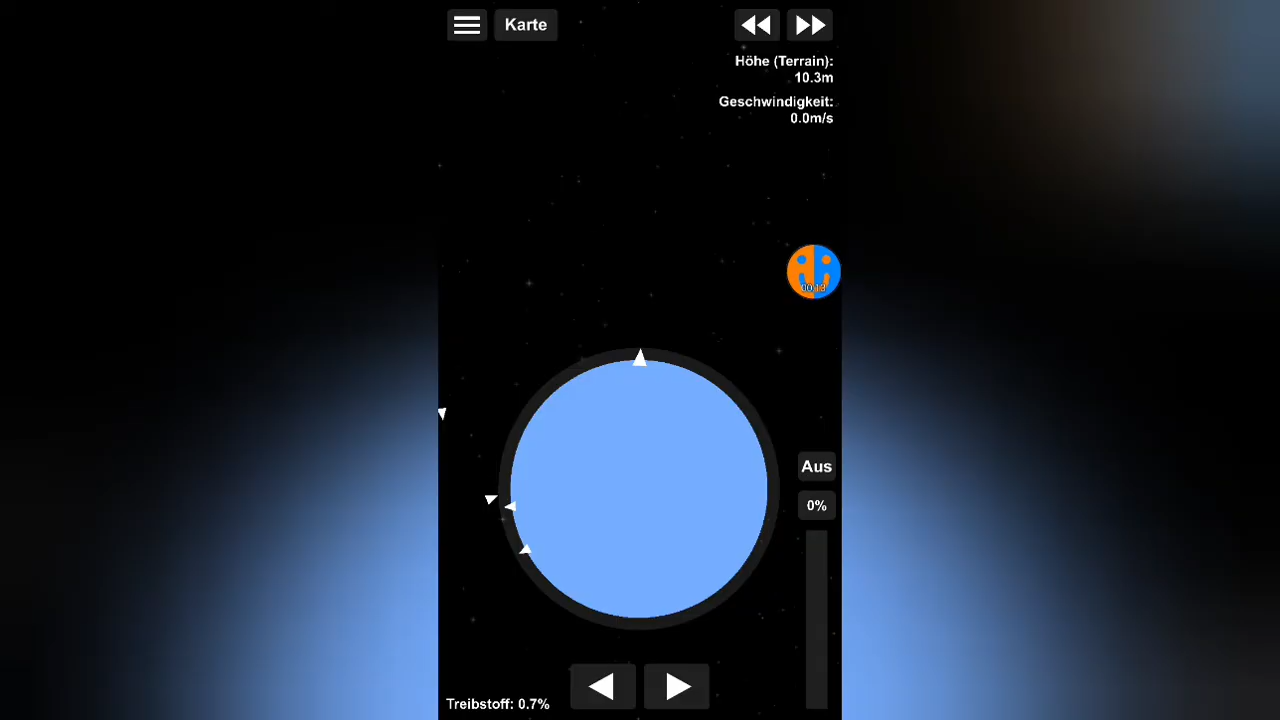 Karte
Höhe (Terrain):
10.3m
Geschwindigkeit:
0.0m/s
Aus
0%
Treibstoff: 0.7%